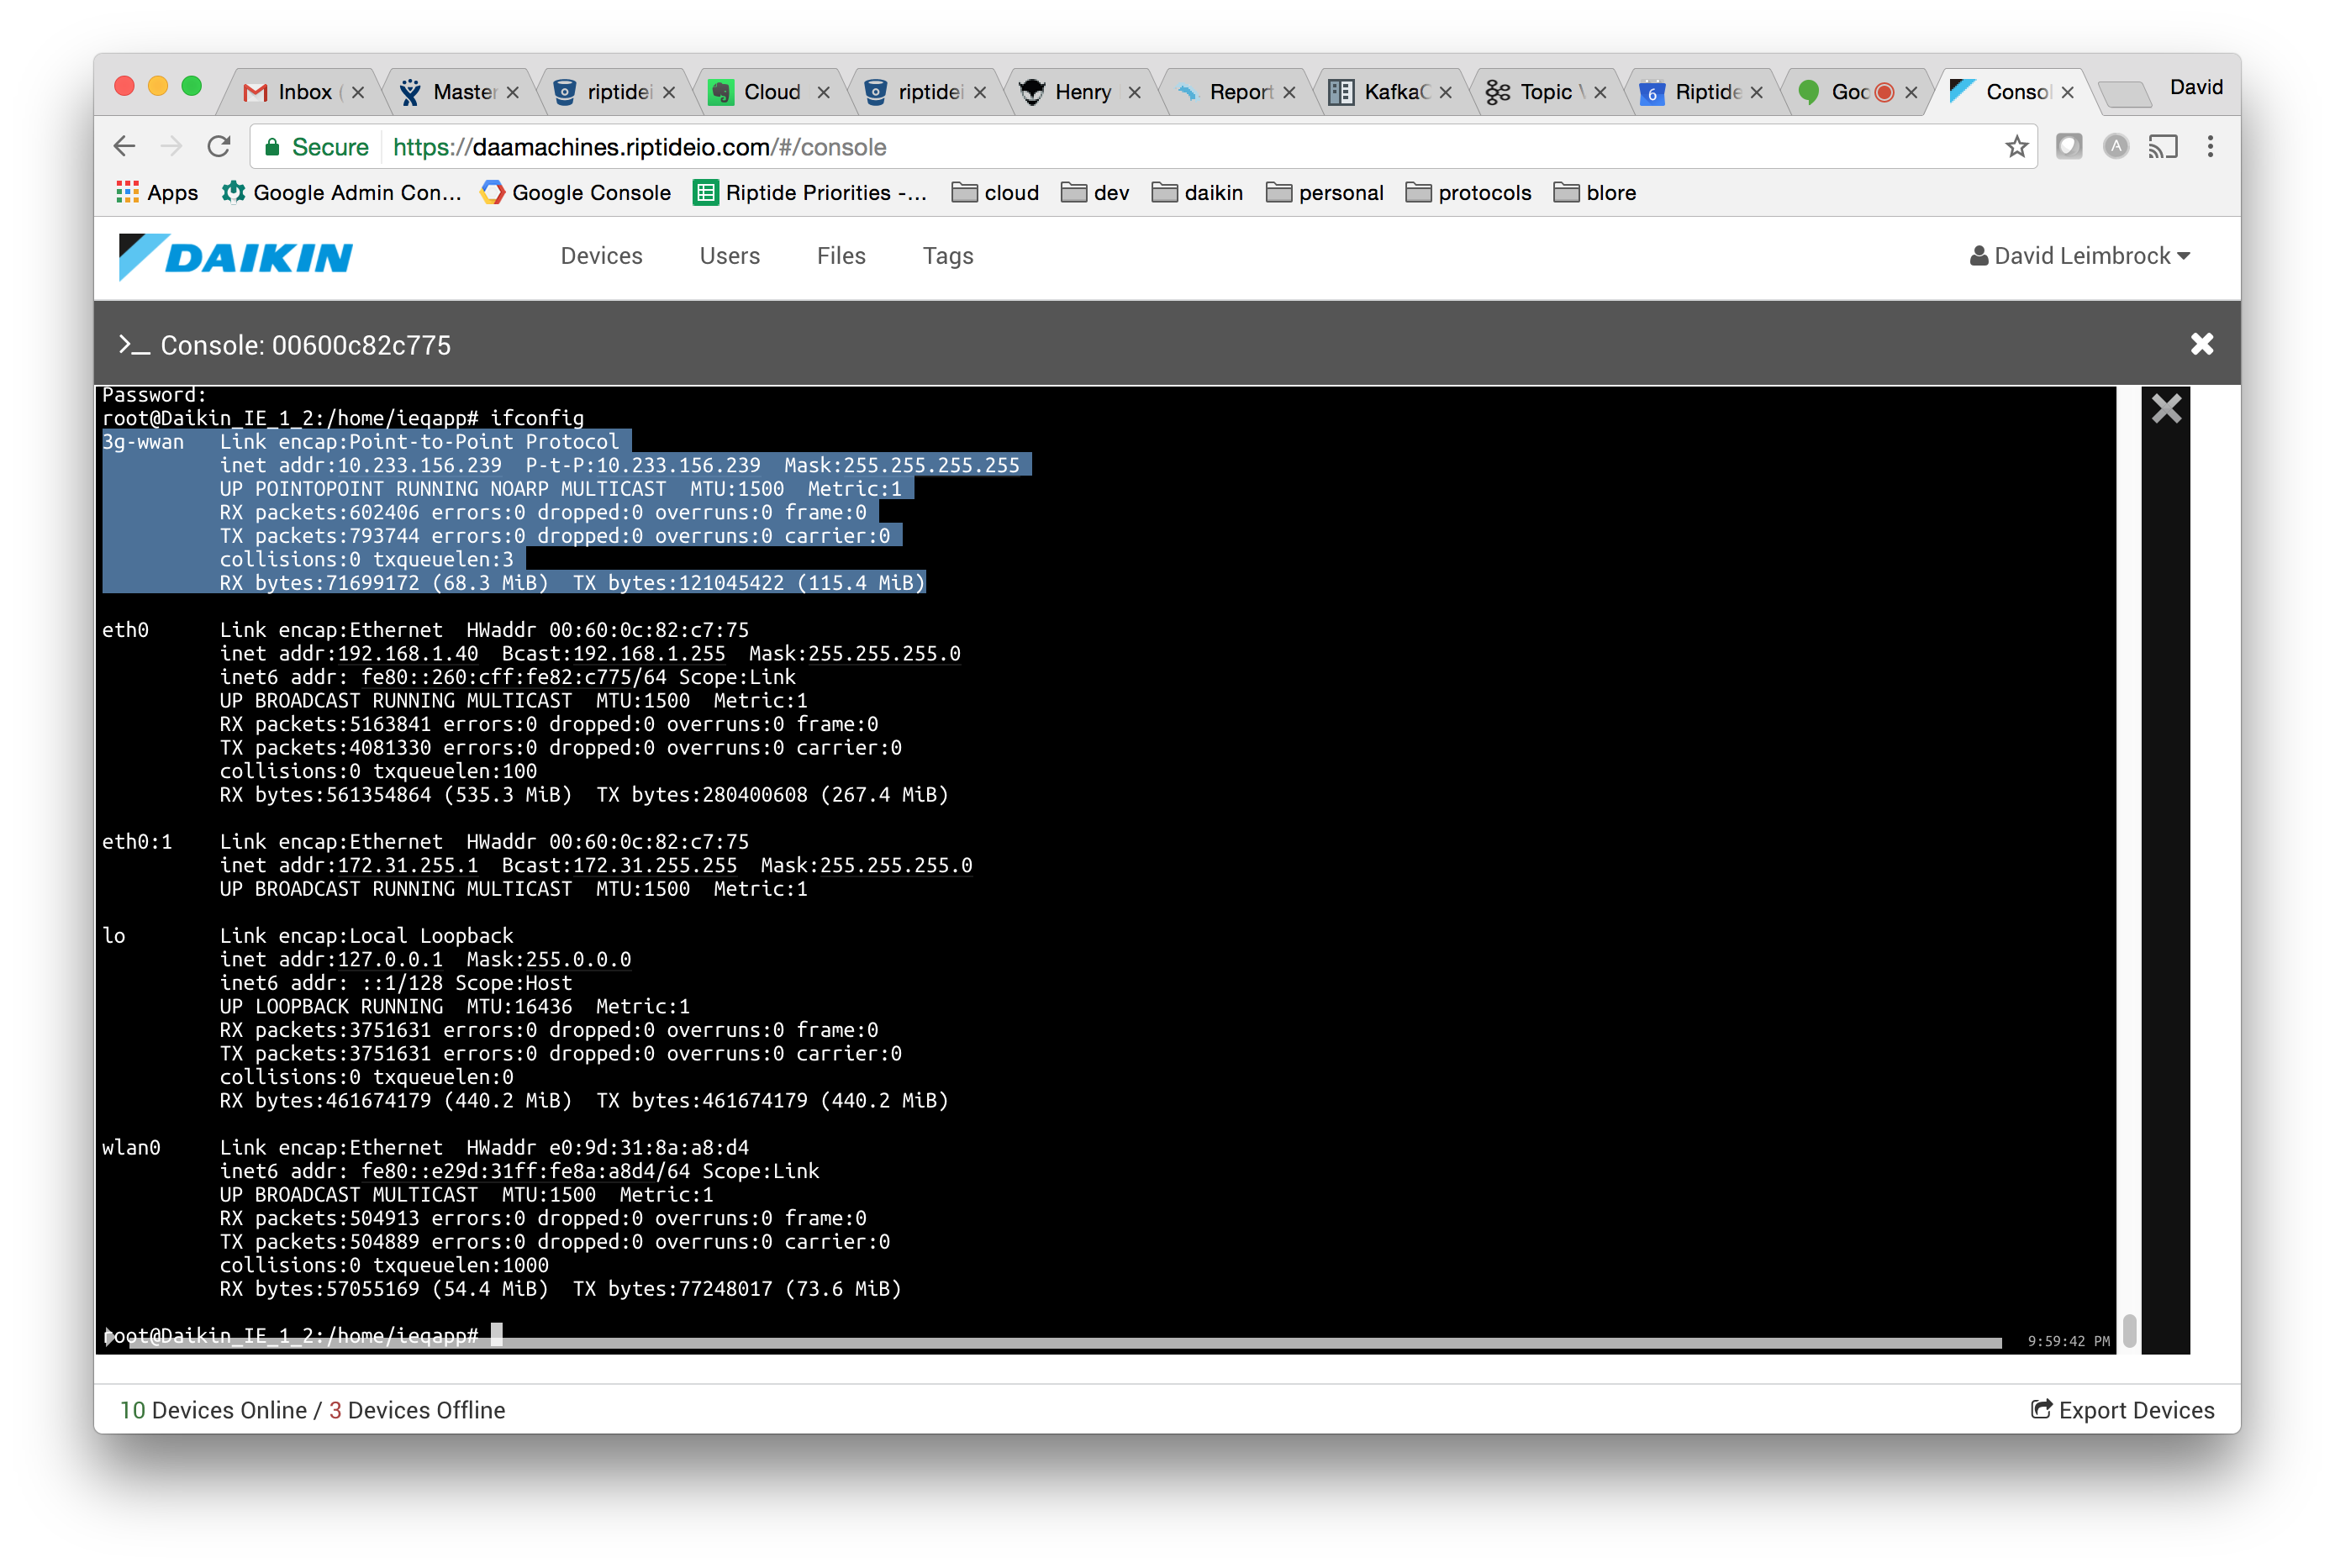 Inbox (
Master
riptidei
Cloud
riptidei
Henry
Report
KafkaC
Topic
6
Riptide
Goo
Consol
David
Secure https://daamachines.riptideio.com/#/console
A
Apps Google Admin Con... Google Console Riptide Priorities -... cloud dev daikin personal protocols blore
DAIKIN Devices Users Files Tags David Leimbrock
>_ Console: 00600c82c775
Password:
root@Daikin_IE_1_2:/home/ieqapp# ifconfig
3g-wwan Link encap:Point-to-Point Protocol
inet addr:10.233.156.239 P-t-P:10.233.156.239 Mask:255.255.255.255
UP POINTOPOINT RUNNING NOARP MULTICAST MTU:1500 Metric:1
RX packets:602406 errors:0 dropped:0 overruns:0 frame:0
TX packets:793744 errors:0 dropped:0 overruns:0 carrier:0
collisions:0 txqueuelen:3
RX bytes:71699172 (68.3 MiB) TX bytes:121045422 (115.4 MiB)
eth0 Link encap:Ethernet HWaddr 00:60:0c:82:c7:75
inet addr:192.168.1.40 Bcast:192.168.1.255 Mask:255.255.255.0
inet6 addr: fe80::260:cff:fe82:c775/64 Scope:Link
UP BROADCAST RUNNING MULTICAST MTU:1500 Metric:1
RX packets:5163841 errors:0 dropped:0 overruns:0 frame:0
TX packets:4081330 errors:0 dropped:0 overruns:0 carrier:0
collisions:0 txqueuelen:100
RX bytes:561354864 (535.3 MiB) TX bytes:280400608 (267.4 MiB)
eth0:1 Link encap:Ethernet HWaddr 00:60:0c:82:c7:75
inet addr:172.31.255.1 Bcast:172.31.255.255 Mask:255.255.255.0
UP BROADCAST RUNNING MULTICAST MTU:1500 Metric:1
lo Link encap:Local Loopback
inet addr:127.0.0.1 Mask:255.0.0.0
inet6 addr: ::1/128 Scope:Host
UP LOOPBACK RUNNING MTU:16436 Metric:1
RX packets:3751631 errors:0 dropped:0 overruns:0 frame:0
TX packets:3751631 errors:0 dropped:0 overruns:0 carrier:0
collisions:0 txqueuelen:0
RX bytes:461674179 (440.2 MiB) TX bytes:461674179 (440.2 MiB)
wlan0 Link encap:Ethernet HWaddr e0:9d:31:8a:a8:d4
inet6 addr: fe80::e29d:31ff:fe8a:a8d4/64 Scope:Link
UP BROADCAST MULTICAST MTU:1500 Metric:1
RX packets:504913 errors:0 dropped:0 overruns:0 frame:0
TX packets:504889 errors:0 dropped:0 overruns:0 carrier:0
collisions:0 txqueuelen:1000
RX bytes:57055169 (54.4 MiB) TX bytes:77248017 (73.6 MiB)
root@Daikin_IE_1_2:/home/ieqapp#
9:59:42 PM
10 Devices Online / 3 Devices Offline Export Devices